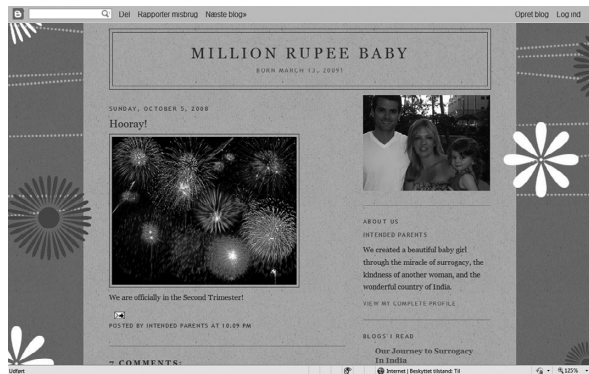 Del Rapporter misbrug Næste blog» Opret blog Log ind
MILLION RUPEE BABY
BORN MARCH 13, 2009!
SUNDAY, OCTOBER 5, 2008
Hooray!
We are officially in the Second Trimester!
POSTED BY INTENDED PARENTS AT 10:09 PM
7 COMMENTS:
ABOUT US
INTENDED PARENTS
We created a beautiful baby girl
through the miracle of surrogacy, the
kindness of another woman, and the
wonderful country of India.
VIEW MY COMPLETE PROFILE
BLOGS I READ
Our Journey to Surrogacy
In India
Udført Internet | Beskyttet tilstand: Til 125%